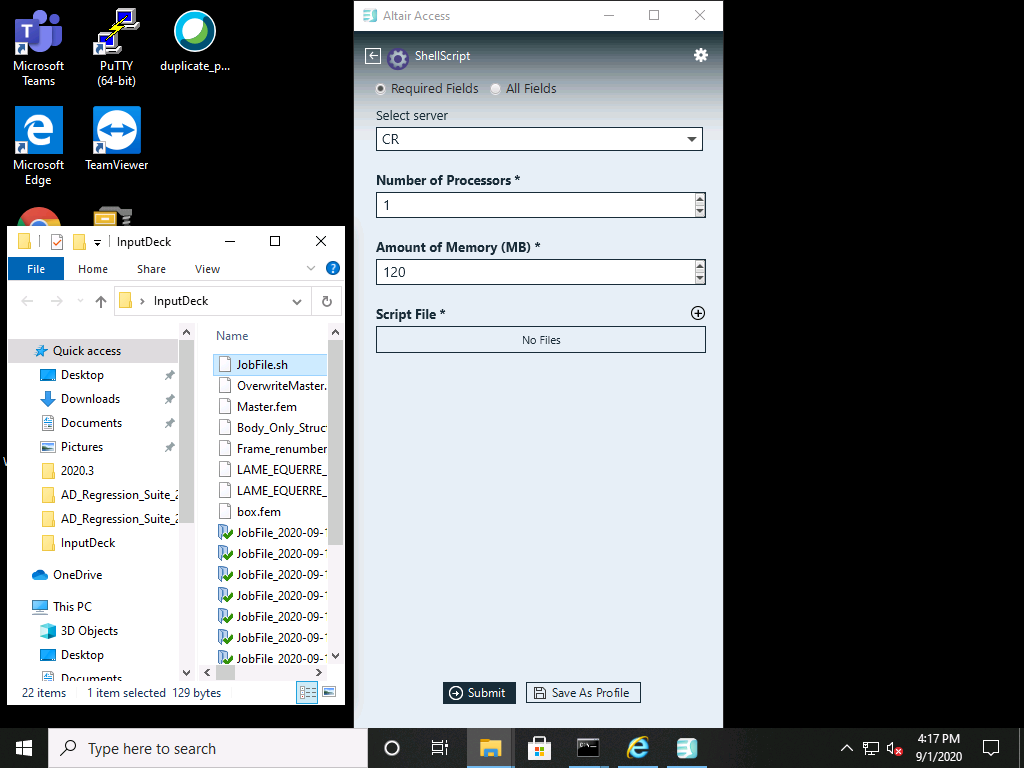 Microsoft Teams
PuTTY (64-bit)
duplicate_p...
Microsoft Edge
TeamViewer
InputDeck
File
Home
Share
View
InputDeck
Quick access
Desktop
Downloads
Documents
Pictures
2020.3
AD_Regression_Suite_2
AD_Regression_Suite_2
InputDeck
OneDrive
This PC
3D Objects
Desktop
Documents
Name
JobFile.sh
OverwriteMaster.
Master.fem
Body_Only_Struc
Frame_renumber
LAME_EQUERRE_
LAME_EQUERRE_
box.fem
JobFile_2020-09-1
JobFile_2020-09-1
JobFile_2020-09-1
JobFile_2020-09-1
JobFile_2020-09-1
JobFile_2020-09-1
JobFile_2020-09-1
22 items
1 item selected 129 bytes
Altair Access
ShellScript
Required Fields
All Fields
Select server
CR
Number of Processors *
1
Amount of Memory (MB) *
120
Script File *
No Files
Submit
Save As Profile
Type here to search
4:17 PM
9/1/2020